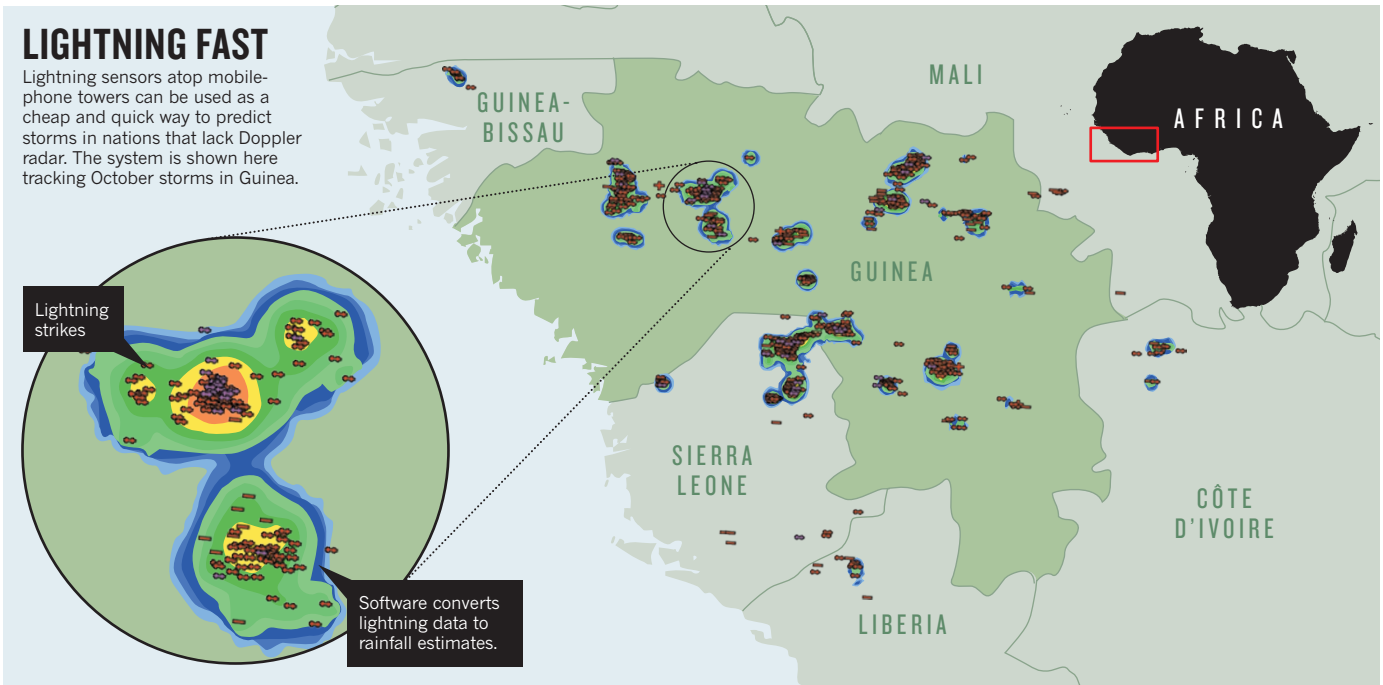 LIGHTNING FAST
Lightning sensors atop mobile-
phone towers can be used as a
cheap and quick way to predict
storms in nations that lack Doppler
radar. The system is shown here
tracking October storms in Guinea.
GUINEA-
BISSAU
MALI
AFRICA
GUINEA
Lightning
strikes
SIERRA
LEONE
CÔTE
D'IVOIRE
Software converts
lightning data to
rainfall estimates.
LIBERIA